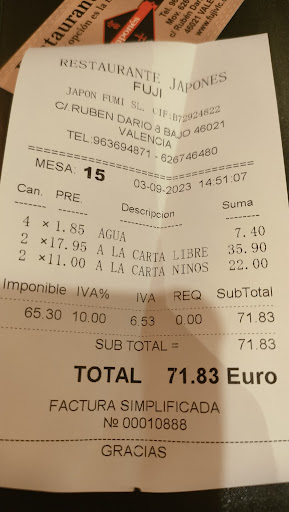 RESTAURANTE JAPONES
FUJI
JAPON FUMI SL. CIF:B72924822
C/ RUBEN DARIO 8 BAJO 46021
VALENCIA
TEL:963694871 - 626746480
MESA: 15
03-09-2023 14:51:07
Can. PRE. Descripcion Suma
4 ×1.85 AGUA 7.40
2 ×17.95 A LA CARTA LIBRE 35.90
2 ×11.00 A LA CARTA NINOS 22.00
Imponible IVA% IVA REQ SubTotal
65.30 10.00 6.53 0.00 71.83
SUB TOTAL = 71.83
TOTAL 71.83 Euro
FACTURA SIMPLIFICADA
№ 00010888
GRACIAS